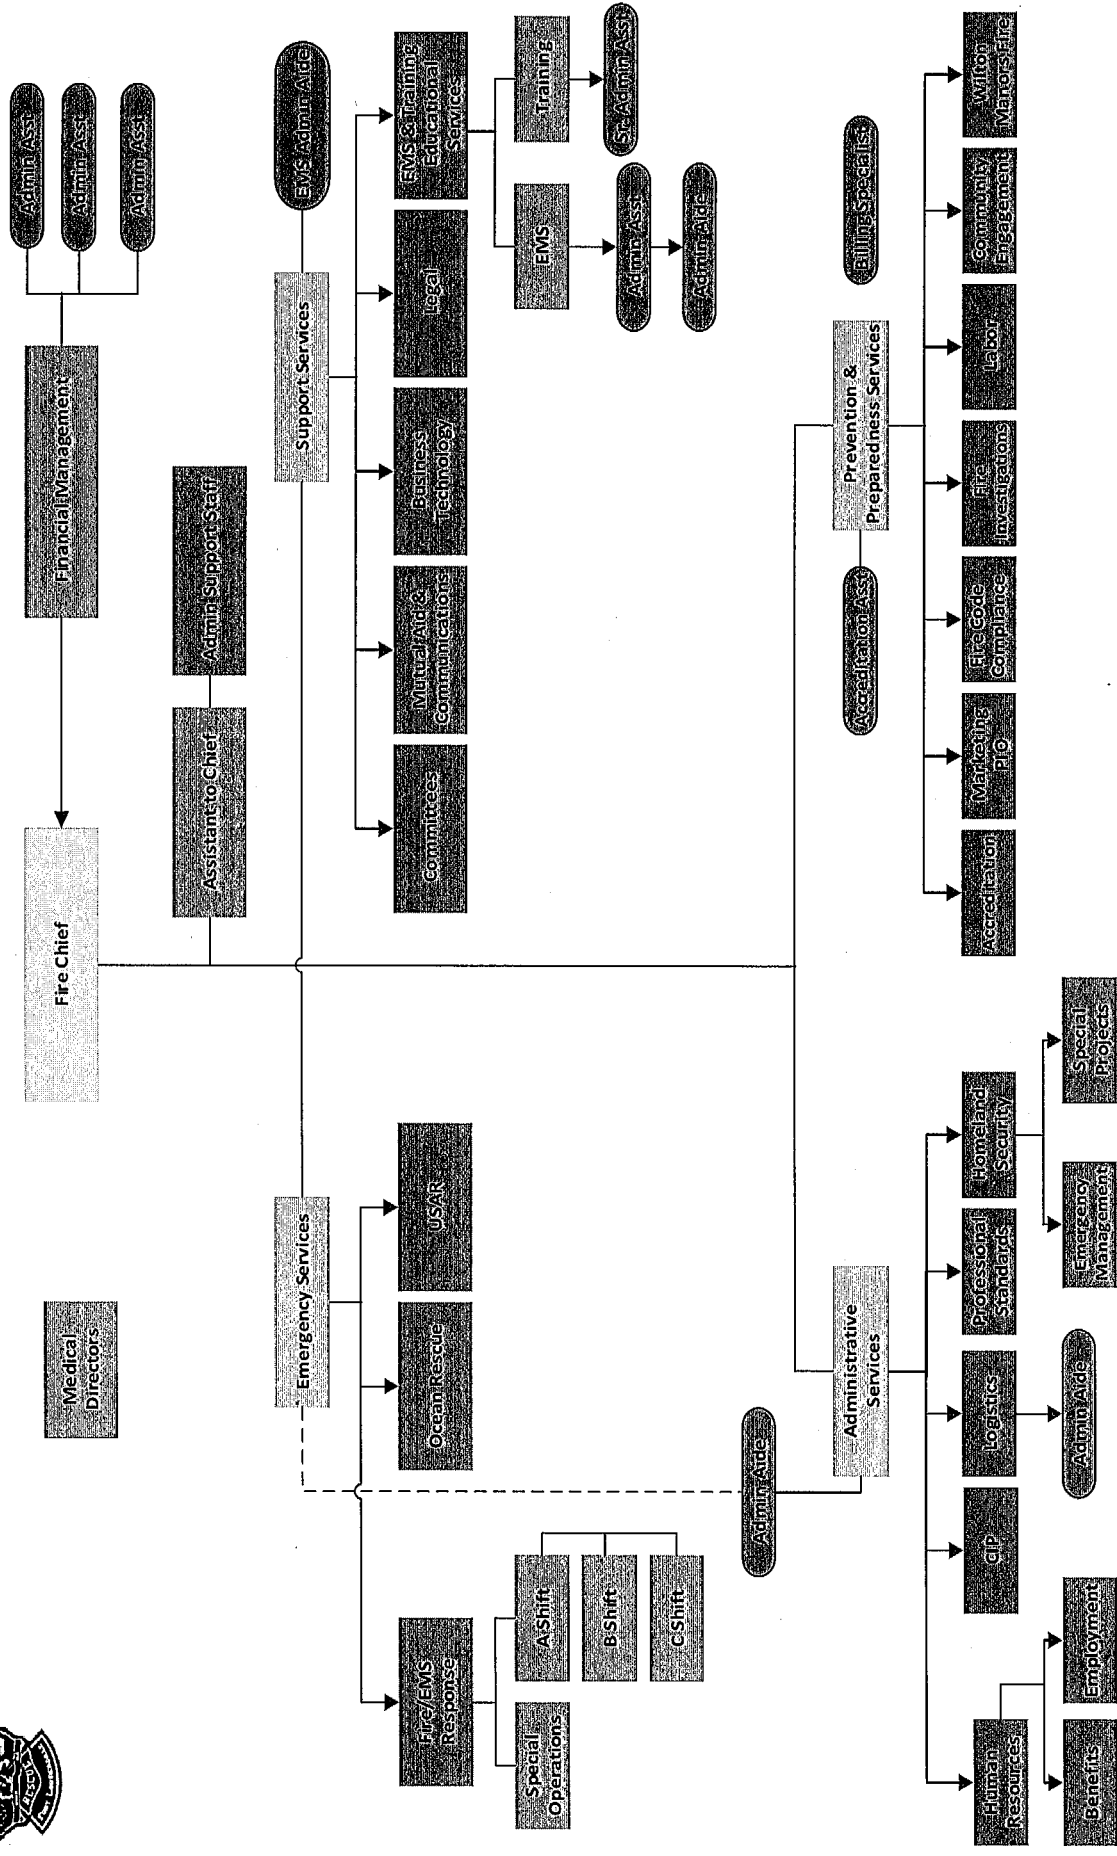 Medical
Directors
Fire Chief
Financial Management
Admin Asst
Admin Asst
Admin Asst
Assistant to Chief
Admin Support Staff
Emergency Services
Support Services
EMS Admin Aide
Fire/EMS
Response
Ocean Rescue
USAR
Committees
Mutual Aid &
Communications
Business
Technology
Legal
EMS & Training
Educational
Services
Special
Operations
A Shift
B Shift
C Shift
EMS
Training
Admin Asst
Admin Aide
Sr. Admin Asst
Admin Aide
Administrative
Services
Accreditation Asst
Prevention &
Preparedness Services
Billing Specialist
Human
Resources
CIP
Logistics
Professional
Standards
Homeland
Security
Accreditation
Marketing
PIO
Fire Code
Compliance
Fire
Investigations
Labor
Community
Engagement
Wilton
Manors Fire
Benefits
Employment
Admin Aide
Emergency
Management
Special
Projects
RESCUE